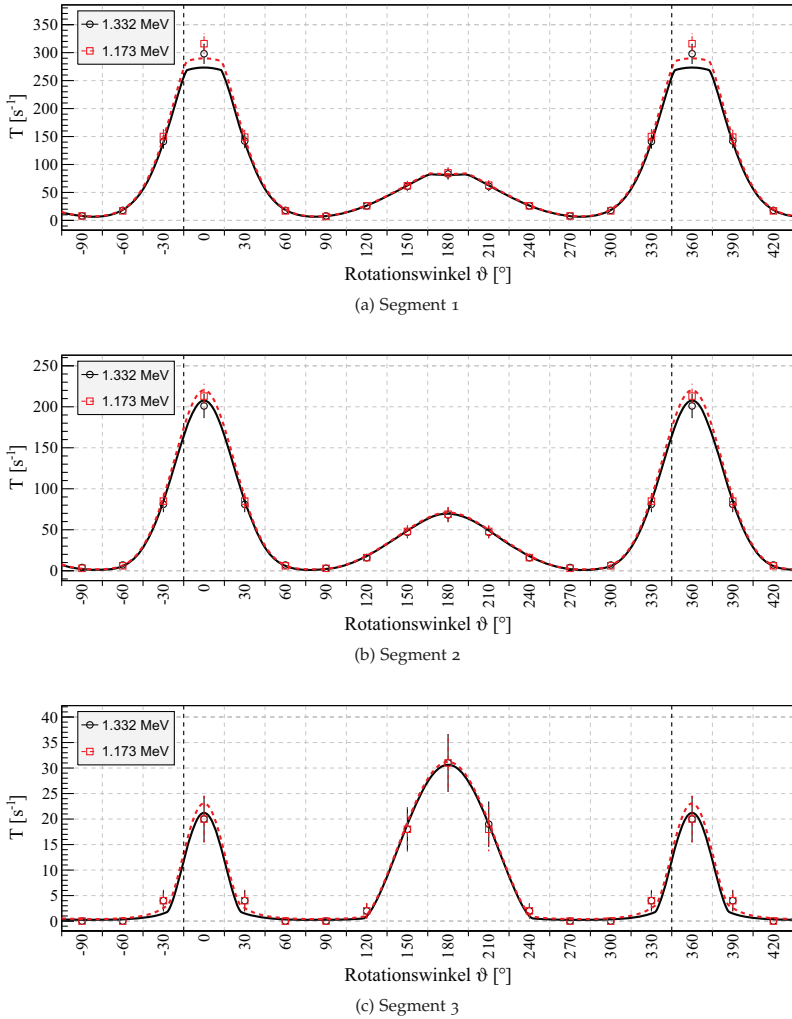 350
300
250
200
150
100
50
0
T [s⁻¹]
1.332 MeV
1.173 MeV
-90 -60 -30 0 30 60 90 120 150 180 210 240 270 300 330 360 390 420
Rotationswinkel ϑ [°]
(a) Segment 1
250
200
150
100
50
0
T [s⁻¹]
1.332 MeV
1.173 MeV
-90 -60 -30 0 30 60 90 120 150 180 210 240 270 300 330 360 390 420
Rotationswinkel ϑ [°]
(b) Segment 2
40
35
30
25
20
15
10
5
0
T [s⁻¹]
1.332 MeV
1.173 MeV
-90 -60 -30 0 30 60 90 120 150 180 210 240 270 300 330 360 390 420
Rotationswinkel ϑ [°]
(c) Segment 3